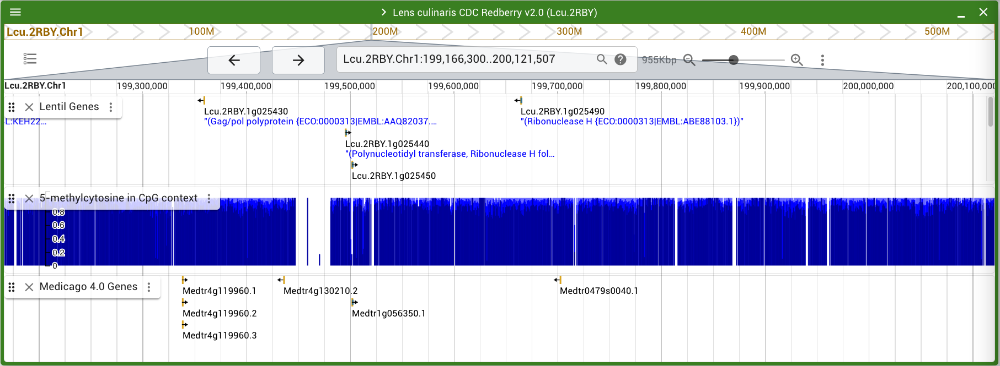 Lens culinaris CDC Redberry v2.0 (Lcu.2RBY)
Lcu.2RBY.Chr1 100M 200M 300M 400M 500M
Lcu.2RBY.Chr1:199,166,300..200,121,507 955Kbp
Lcu.2RBY.Chr1 199,300,000 199,400,000 199,500,000 199,600,000 199,700,000 199,800,000 199,900,000 200,000,000 200,100,000
Lentil Genes
Lcu.2RBY.1g025430 Lcu.2RBY.1g025490
L:KEH22... "(Gag/pol polyprotein {ECO:0000313|EMBL:AAQ82037.... "(Ribonuclease H {ECO:0000313|EMBL:ABE88103.1})"
Lcu.2RBY.1g025440
"(Polynucleotidyl transferase, Ribonuclease H fol...
Lcu.2RBY.1g025450
5-methylcytosine in CpG context
0.8
0.6
0.4
0.2
0
Medicago 4.0 Genes
Medtr4g119960.1 Medtr4g130210.2 Medtr0479s0040.1
Medtr4g119960.2 Medtr1g056350.1
Medtr4g119960.3